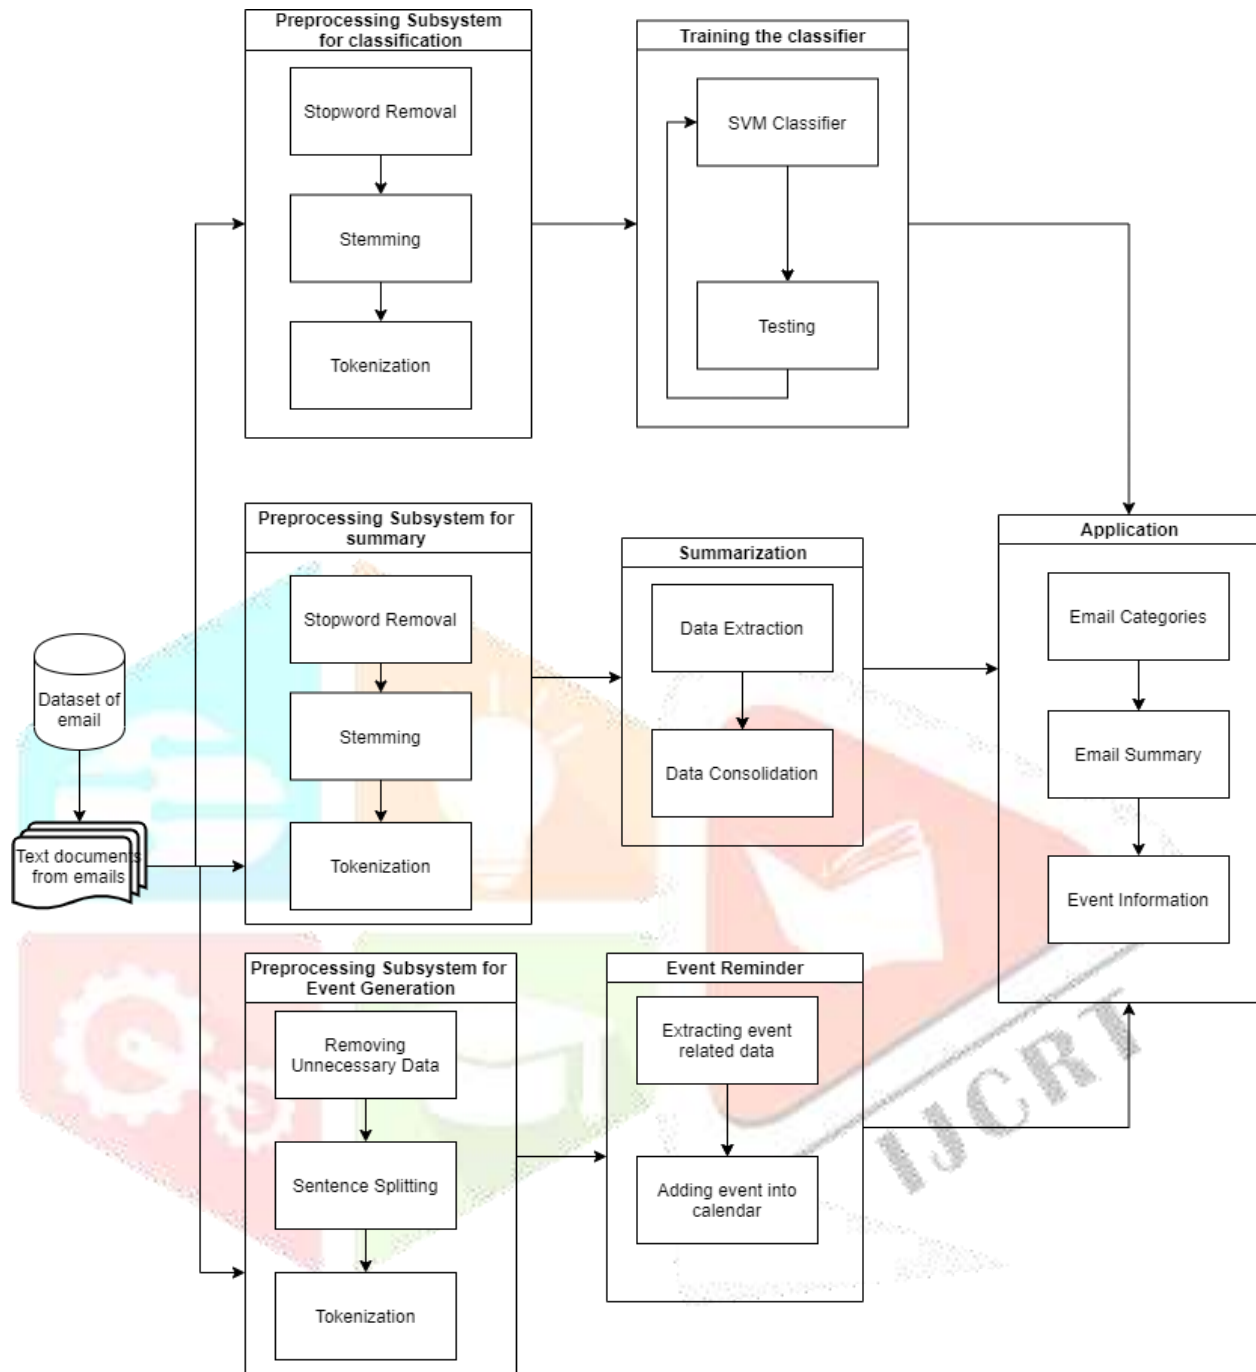 Preprocessing Subsystem
for classification
Stopword Removal
Stemming
Tokenization
Training the classifier
SVM Classifier
Testing
Dataset of
email
Text documents
from emails
Preprocessing Subsystem for
summary
Stopword Removal
Stemming
Tokenization
Summarization
Data Extraction
Data Consolidation
Application
Email Categories
Email Summary
Event Information
Preprocessing Subsystem for
Event Generation
Removing
Unnecessary Data
Sentence Splitting
Tokenization
Event Reminder
Extracting event
related data
Adding event into
calendar
IJCRT